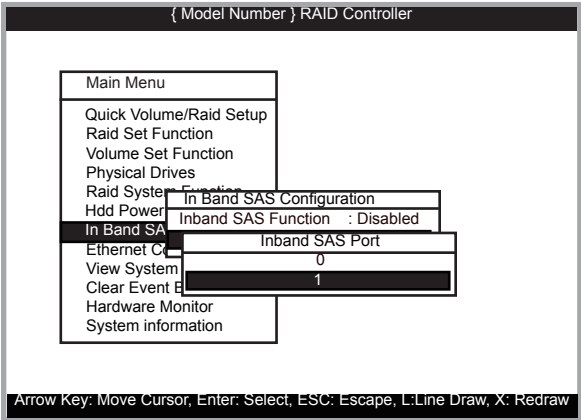 { Model Number } RAID Controller
Main Menu
Quick Volume/Raid Setup
Raid Set Function
Volume Set Function
Physical Drives
Raid System Function
Hdd Power
In Band SA
Ethernet Co
View System
Clear Event B
Hardware Monitor
System information
In Band SAS Configuration
Inband SAS Function : Disabled
Inband SAS Port
0
1
Arrow Key: Move Cursor, Enter: Select, ESC: Escape, L:Line Draw, X: Redraw